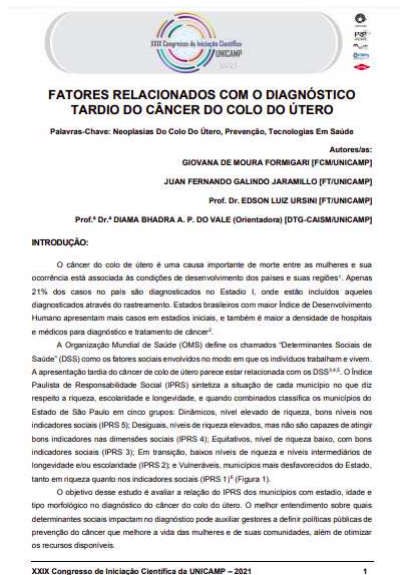 XXIX Congresso de Iniciação Científica
UNICAMP
2021
FATORES RELACIONADOS COM O DIAGNÓSTICO
TARDIO DO CÂNCER DO COLO DO ÚTERO
Palavras-Chave: Neoplasias Do Colo Do Útero, Prevenção, Tecnologias Em Saúde
Autores/as:
GIOVANA DE MOURA FORMIGARI [FCM/UNICAMP]
JUAN FERNANDO GALINDO JARAMILLO [FT/UNICAMP]
Prof. Dr. EDSON LUIZ URSINI [FT/UNICAMP]
Prof.ª Dr.ª DIAMA BHADRA A. P. DO VALE (Orientadora) [DTG-CAISM/UNICAMP]
INTRODUÇÃO:
O câncer do colo de útero é uma causa importante de morte entre as mulheres e sua
ocorrência está associada às condições de desenvolvimento dos países e suas regiões¹. Apenas
21% dos casos no país são diagnosticados no Estadio I, onde estão incluídos aqueles
diagnosticados através do rastreamento. Estados brasileiros com maior Índice de Desenvolvimento
Humano apresentam mais casos em estadios iniciais, e também é maior a densidade de hospitais
e médicos para diagnóstico e tratamento de câncer².
A Organização Mundial de Saúde (OMS) define os chamados “Determinantes Sociais de
Saúde” (DSS) como os fatores sociais envolvidos no modo em que os indivíduos trabalham e vivem.
A apresentação tardia do câncer de colo de útero parece estar relacionada com os DSS³,⁴,⁵. O Índice
Paulista de Responsabilidade Social (IPRS) sintetiza a situação de cada município no que diz
respeito a riqueza, escolaridade e longevidade, e quando combinados classifica os municípios do
Estado de São Paulo em cinco grupos: Dinâmicos, nível elevado de riqueza, bons níveis nos
indicadores sociais (IPRS 5); Desiguais, níveis de riqueza elevados, mas não são capazes de atingir
bons indicadores nas dimensões sociais (IPRS 4); Equitativos, nível de riqueza baixo, com bons
indicadores sociais (IPRS 3); Em transição, baixos níveis de riqueza e níveis intermediários de
longevidade e/ou escolaridade (IPRS 2); e Vulneráveis, municípios mais desfavorecidos do Estado,
tanto em riqueza quanto nos indicadores sociais (IPRS 1)⁶ (Figura 1).
O objetivo desse estudo é avaliar a relação do IPRS dos municípios com estadio, idade e
tipo morfológico no diagnóstico do câncer do colo do útero. O melhor entendimento sobre quais
determinantes sociais impactam no diagnóstico pode auxiliar gestores a definir políticas públicas de
prevenção do câncer que melhore a vida das mulheres e de suas comunidades, além de otimizar
os recursos disponíveis.
XXIX Congresso de Iniciação Científica da UNICAMP – 2021 1